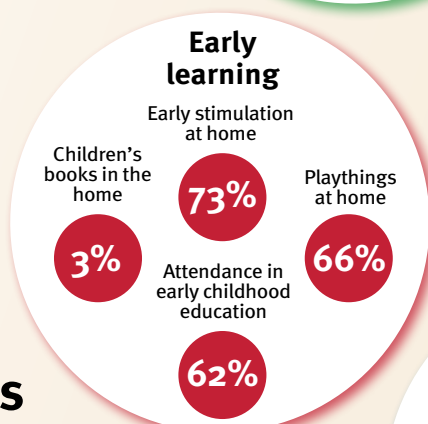 Early
learning
Early stimulation
at home
73%
Children’s
books in the
home
3%
Playthings
at home
66%
Attendance in
early childhood
education
62%
s